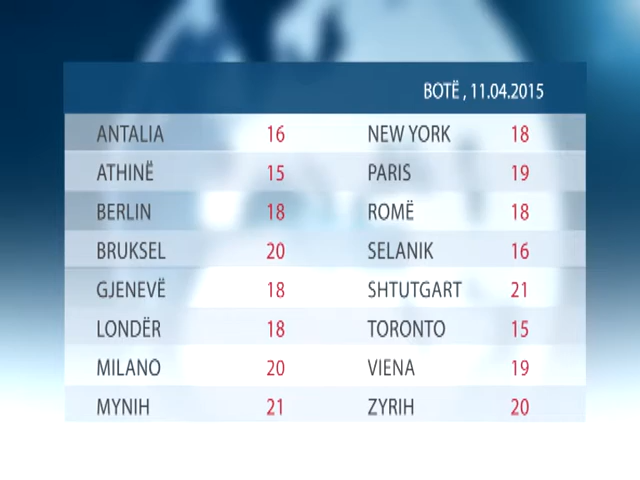 BOTË , 11.04.2015
ANTALIA 16 NEW YORK 18
ATHINË 15 PARIS 19
BERLIN 18 ROMË 18
BRUKSEL 20 SELANIK 16
GJENEVË 18 SHTUTGART 21
LONDËR 18 TORONTO 15
MILANO 20 VIENA 19
MYNIH 21 ZYRIH 20